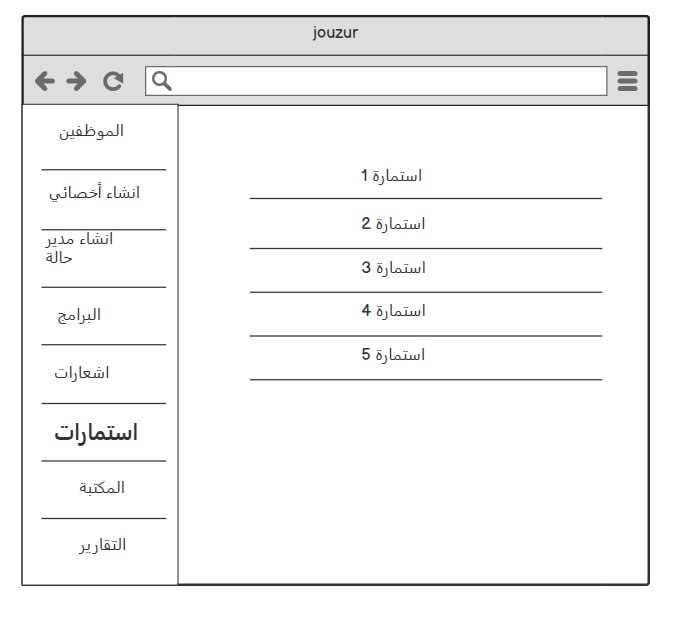 jouzur
الموظفين
انشاء أخصائي
انشاء مدير
حالة
البرامج
اشعارات
استمارات
المكتبة
التقارير
استمارة 1
استمارة 2
استمارة 3
استمارة 4
استمارة 5